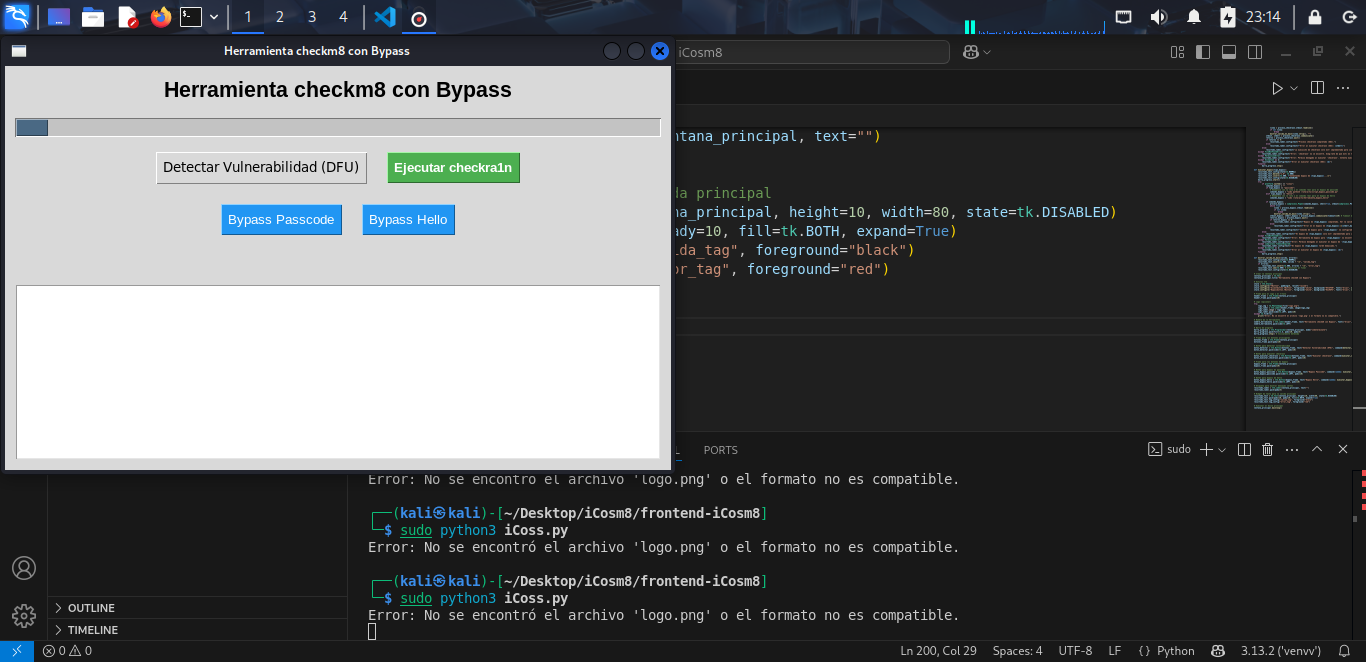 1 2 3 4
23:14
Herramienta checkm8 con Bypass
iCosm8
Herramienta checkm8 con Bypass
Detectar Vulnerabilidad (DFU)
Ejecutar checkra1n
Bypass Passcode
Bypass Hello
ntana_principal, text="")
da principal
na_principal, height=10, width=80, state=tk.DISABLED)
ady=10, fill=tk.BOTH, expand=True)
ida_tag", foreground="black")
or_tag", foreground="red")
PORTS
sudo
Error: No se encontró el archivo 'logo.png' o el formato no es compatible.
(kali㉿kali)-[~/Desktop/iCosm8/frontend-iCosm8]
$ sudo python3 iCoss.py
Error: No se encontró el archivo 'logo.png' o el formato no es compatible.
(kali㉿kali)-[~/Desktop/iCosm8/frontend-iCosm8]
$ sudo python3 iCoss.py
Error: No se encontró el archivo 'logo.png' o el formato no es compatible.
OUTLINE
TIMELINE
0 0
Ln 200, Col 29 Spaces: 4 UTF-8 LF { } Python 3.13.2 ('venvv')